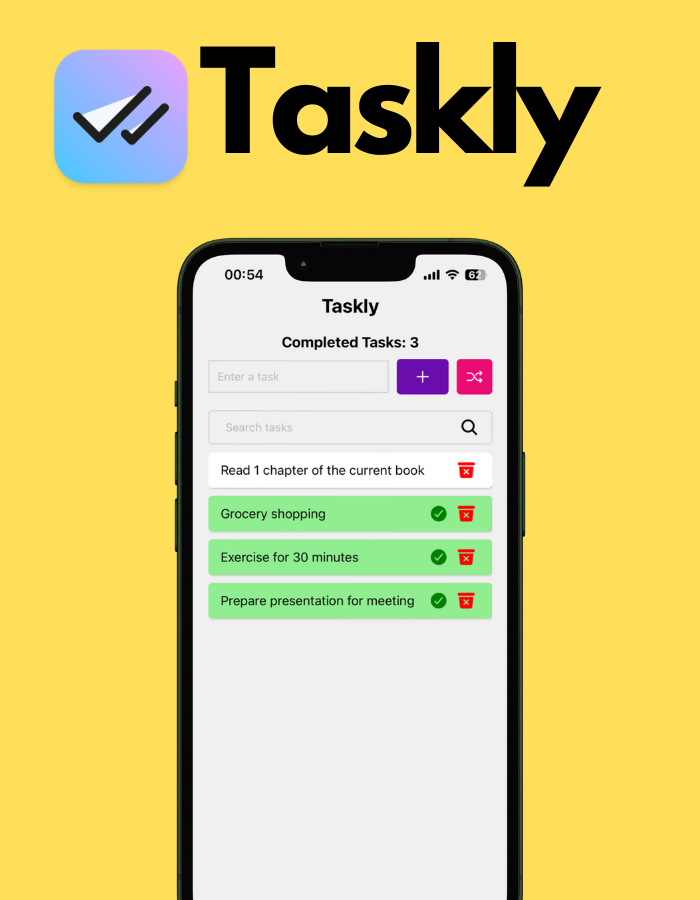 Taskly
00:54
62
Taskly
Completed Tasks: 3
Enter a task
Search tasks
Read 1 chapter of the current book
Grocery shopping
Exercise for 30 minutes
Prepare presentation for meeting